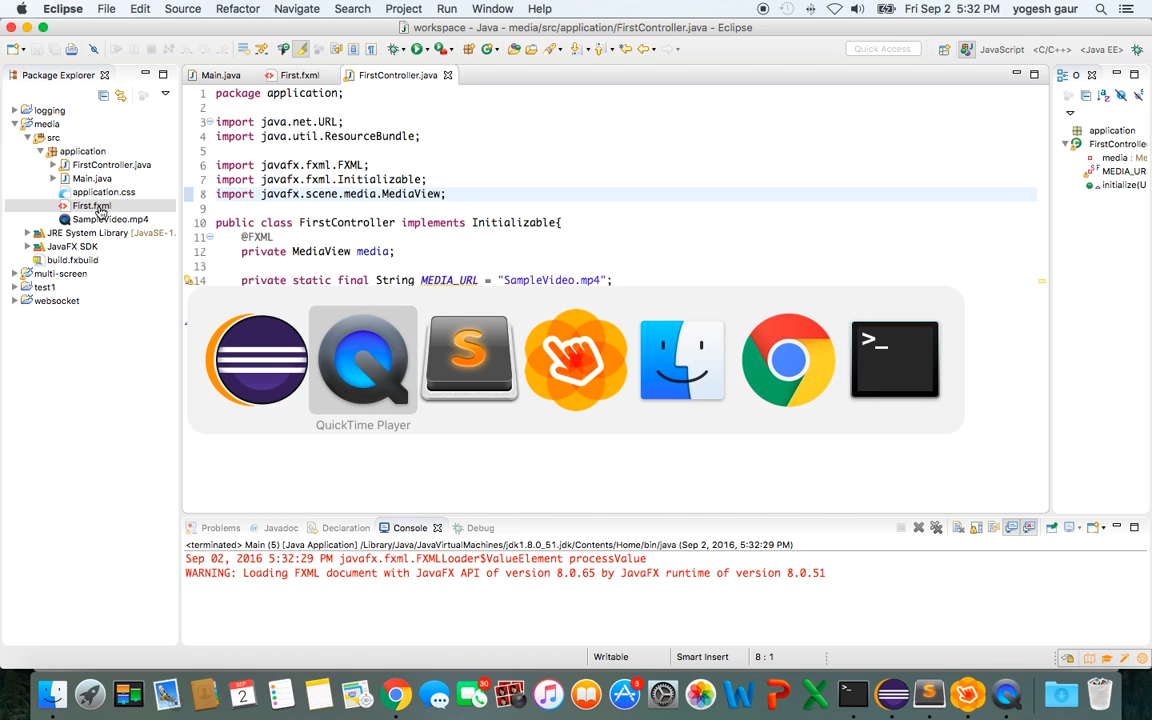 Eclipse File Edit Source Refactor Navigate Search Project Run Window Help Fri Sep 2 5:32 PM yogesh gaur
workspace - Java - media/src/application/FirstController.java - Eclipse
Quick Access JavaScript <C/C++> <Java EE>
Package Explorer
Main.java First.fxml FirstController.java
O
logging
media
src
application
FirstController.java
Main.java
application.css
First.fxml
SampleVideo.mp4
JRE System Library [JavaSE-1.
JavaFX SDK
build.fxbuild
multi-screen
test1
websocket
1 package application;
2
3 import java.net.URL;
4 import java.util.ResourceBundle;
5
6 import javafx.fxml.FXML;
7 import javafx.fxml.Initializable;
8 import javafx.scene.media.MediaView;
9
10 public class FirstController implements Initializable{
11 @FXML
12 private MediaView media;
13
14 private static final String MEDIA_URL = "SampleVideo.mp4";
application
FirstControlle
media : Me
MEDIA_UR
initialize(U
S
>_
QuickTime Player
Problems Javadoc Declaration Console Debug
<terminated> Main (5) [Java Application] /Library/Java/JavaVirtualMachines/jdk1.8.0_51.jdk/Contents/Home/bin/java (Sep 2, 2016, 5:32:29 PM)
Sep 02, 2016 5:32:29 PM javafx.fxml.FXMLLoader$ValueElement processValue
WARNING: Loading FXML document with JavaFX API of version 8.0.65 by JavaFX runtime of version 8.0.51
Writable Smart Insert 8 : 1
2 30 3